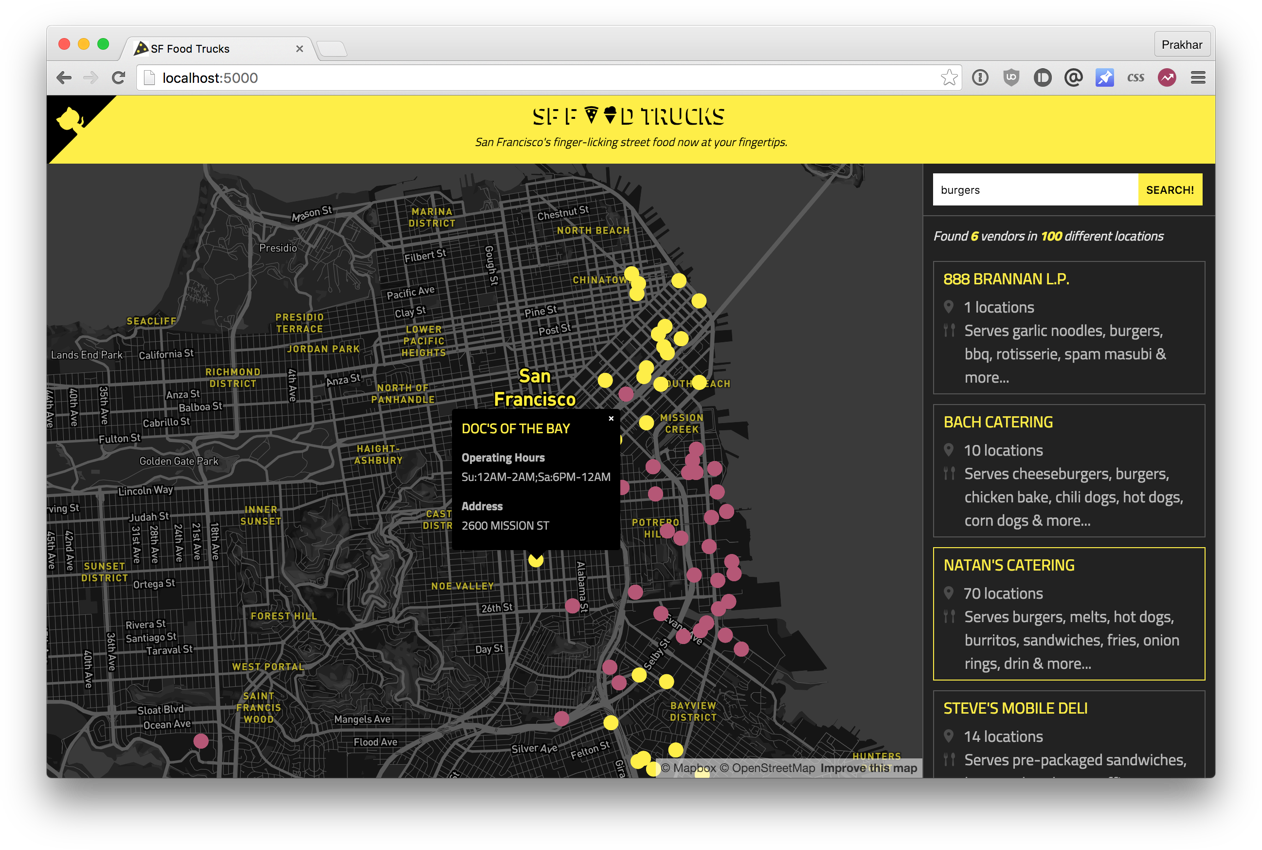 SF Food Trucks
Prakhar
localhost:5000
CSS
SF F D TRUCKS
San Francisco's finger-licking street food now at your fingertips.
burgers
SEARCH!
Found 6 vendors in 100 different locations
888 BRANNAN L.P.
1 locations
Serves garlic noodles, burgers,
bbq, rotisserie, spam masubi &
more...
BACH CATERING
10 locations
Serves cheeseburgers, burgers,
chicken bake, chili dogs, hot dogs,
corn dogs & more...
NATAN'S CATERING
70 locations
Serves burgers, melts, hot dogs,
burritos, sandwiches, fries, onion
rings, drin & more...
STEVE'S MOBILE DELI
14 locations
Serves pre-packaged sandwiches,
Mason St
MARINA
DISTRICT
Chestnut St
NORTH BEACH
Presidio
Filbert St
Gough St
CHINATOW
Pacific Ave
Clay St
Pine St
Post St
SEACLIFF
PRESIDIO
TERRACE
LOWER
PACIFIC
HEIGHTS
JORDAN PARK
Lands End Park
California St
RICHMOND
DISTRICT
4th Ave
Anza St
NORTH OF
PANHANDLE
San
Francisco
OUTH BEACH
44th Ave
40th Ave
35th Ave
Anza St
Balboa St
Cabrillo St
Fulton St
MISSION
CREEK
HAIGHT-
ASHBURY
Golden Gate Park
Lincoln Way
DOC'S OF THE BAY
×
Operating Hours
Su:12AM-2AM;Sa:6PM-12AM
Address
2600 MISSION ST
rving St
Judah St
INNER
SUNSET
CAST
DISTR
POTRERO
HIL
45th Ave
42nd Ave
31st Ave
28th Ave
24th Ave
21st Ave
18th Ave
SUNSET
DISTRICT
Ortega St
NOE VALLEY
Alabama St
26th St
FOREST HILL
Evans Ave
Rivera St
Santiago St
Taraval St
40th Ave
36th Ave
Day St
Selby St
WEST PORTAL
SAINT
FRANCIS
WOOD
Sloat Blvd
Ocean Ave
Mangels Ave
Flood Ave
Silver Ave
Felton St
Gira
BAYVIEW
DISTRICT
HUNTERS
© Mapbox © OpenStreetMap Improve this map